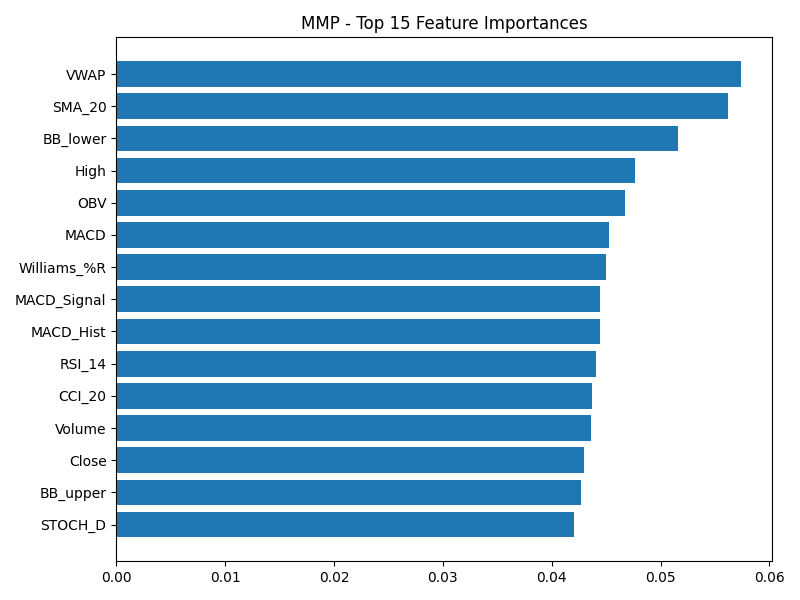 MMP - Top 15 Feature Importances
VWAP
SMA_20
BB_lower
High
OBV
MACD
Williams_%R
MACD_Signal
MACD_Hist
RSI_14
CCI_20
Volume
Close
BB_upper
STOCH_D
0.00 0.01 0.02 0.03 0.04 0.05 0.06